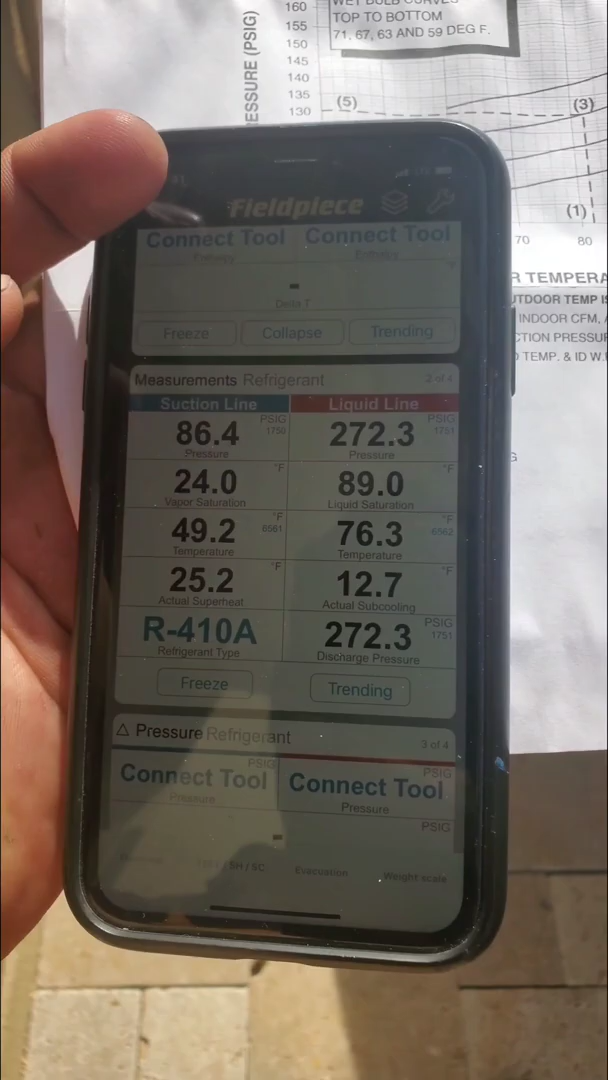 160
155
150
145
140
135
130
ESSURE (PSIG)
WET BULB CURVES
TOP TO BOTTOM
71, 67, 63 AND 59 DEG F.
(5)
(3)
(1)
70
80
R TEMPERA
UTDOOR TEMP IS
INDOOR CFM,
CTION PRESSUR
TEMP. & ID W.
Fieldpiece
Connect Tool Connect Tool
Enthalpy Enthalpy
-
Delta T
Freeze Collapse Trending
Measurements Refrigerant 2 of 4
Suction Line Liquid Line
86.4 PSIG 272.3 PSIG 1751
Pressure Pressure
24.0 °F 89.0 °F
Vapor Saturation Liquid Saturation
49.2 °F 6561 76.3 °F 6562
Temperature Temperature
25.2 °F 12.7 °F
Actual Superheat Actual Subcooling
R-410A 272.3 PSIG 1751
Refrigerant Type Discharge Pressure
Freeze Trending
△ Pressure Refrigerant 3 of 4
PSIG PSIG
Connect Tool Connect Tool
Pressure Pressure
- PSIG
SH / SC Evacuation Weight scale